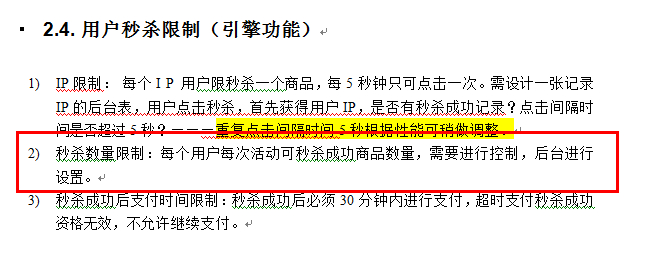 ▪ 2.4. 用户秒杀限制（引擎功能）
1) IP 限制： 每个ＩＰ 用户限秒杀一个商品，每 5 秒钟只可点击一次。需设计一张记录
IP 的后台表，用户点击秒杀，首先获得用户 IP，是否有秒杀成功记录？点击间隔时
间是否超过 5 秒？－－－重复点击间隔时间 5 秒根据性能可稍做调整。
2) 秒杀数量限制：每个用户每次活动可秒杀成功商品数量，需要进行控制，后台进行
设置。
3) 秒杀成功后支付时间限制：秒杀成功后必须 30 分钟内进行支付，超时支付秒杀成功
资格无效，不允许继续支付。